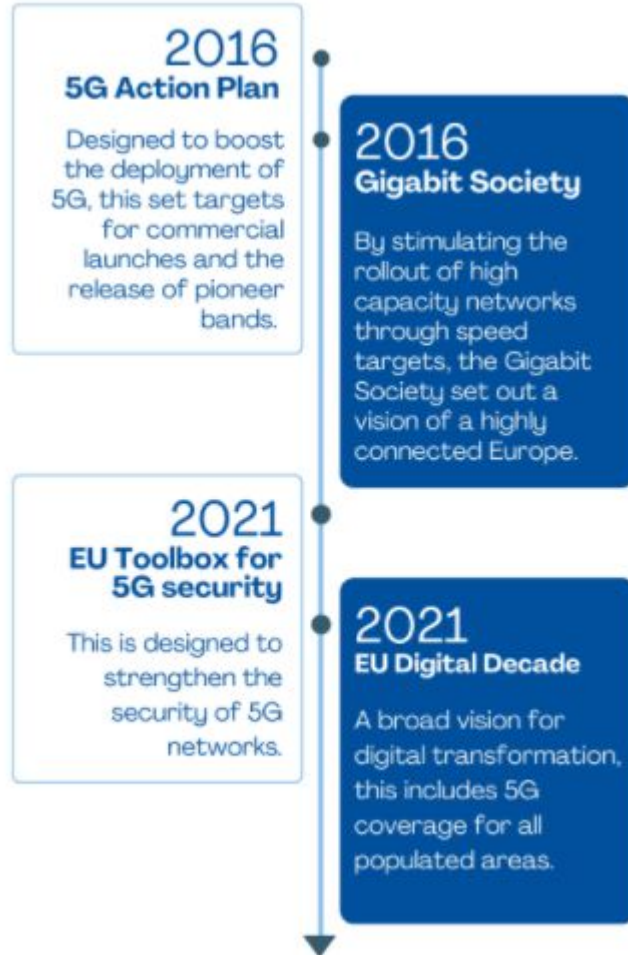 2016
5G Action Plan
Designed to boost
the deployment of
5G, this set targets
for commercial
launches and the
release of pioneer
bands.
2016
Gigabit Society
By stimulating the
rollout of high
capacity networks
through speed
targets, the Gigabit
Society set out a
vision of a highly
connected Europe.
2021
EU Toolbox for
5G security
This is designed to
strengthen the
security of 5G
networks.
2021
EU Digital Decade
A broad vision for
digital transformation,
this includes 5G
coverage for all
populated areas.